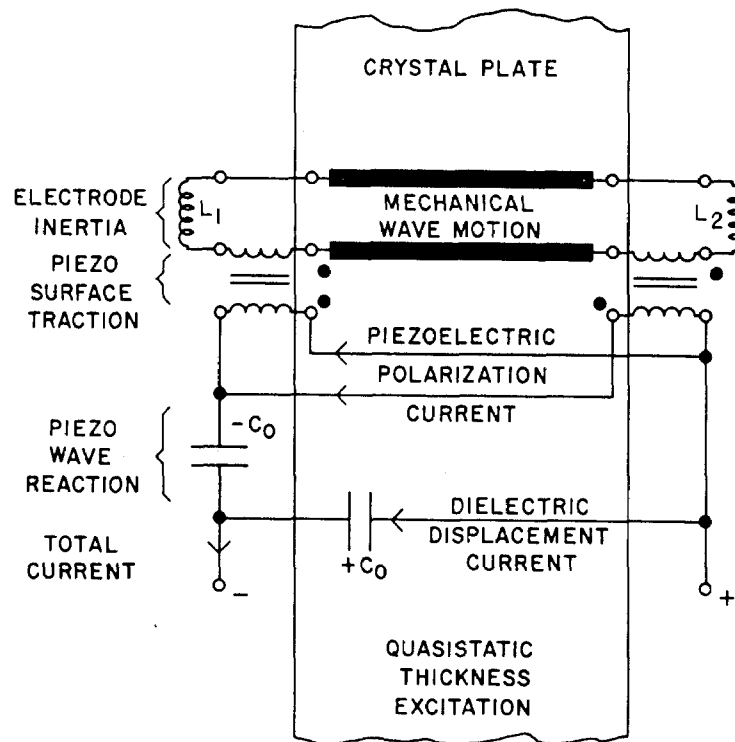 CRYSTAL PLATE
ELECTRODE
INERTIA
L1
MECHANICAL
WAVE MOTION
L2
PIEZO
SURFACE
TRACTION
PIEZOELECTRIC
POLARIZATION
CURRENT
PIEZO
WAVE
REACTION
-C0
DIELECTRIC
DISPLACEMENT
CURRENT
TOTAL
CURRENT
+C0
-
+
QUASISTATIC
THICKNESS
EXCITATION